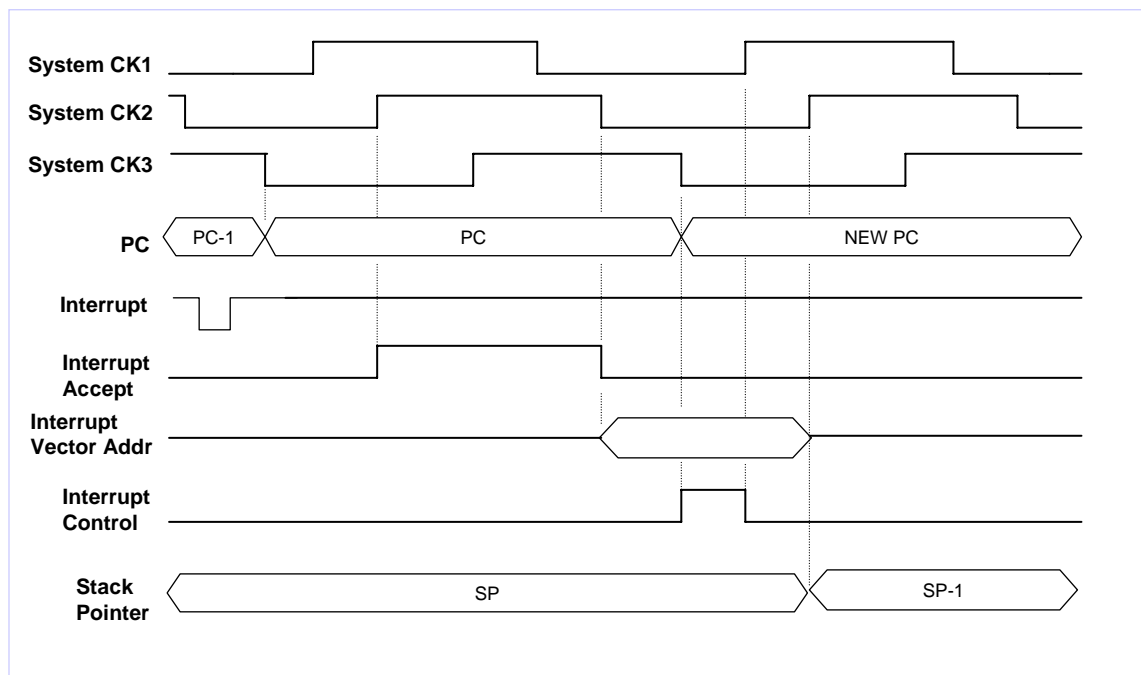 System CK1
System CK2
System CK3
PC
PC-1
PC
NEW PC
Interrupt
Interrupt
Accept
Interrupt
Vector Addr
Interrupt
Control
Stack
Pointer
SP
SP-1